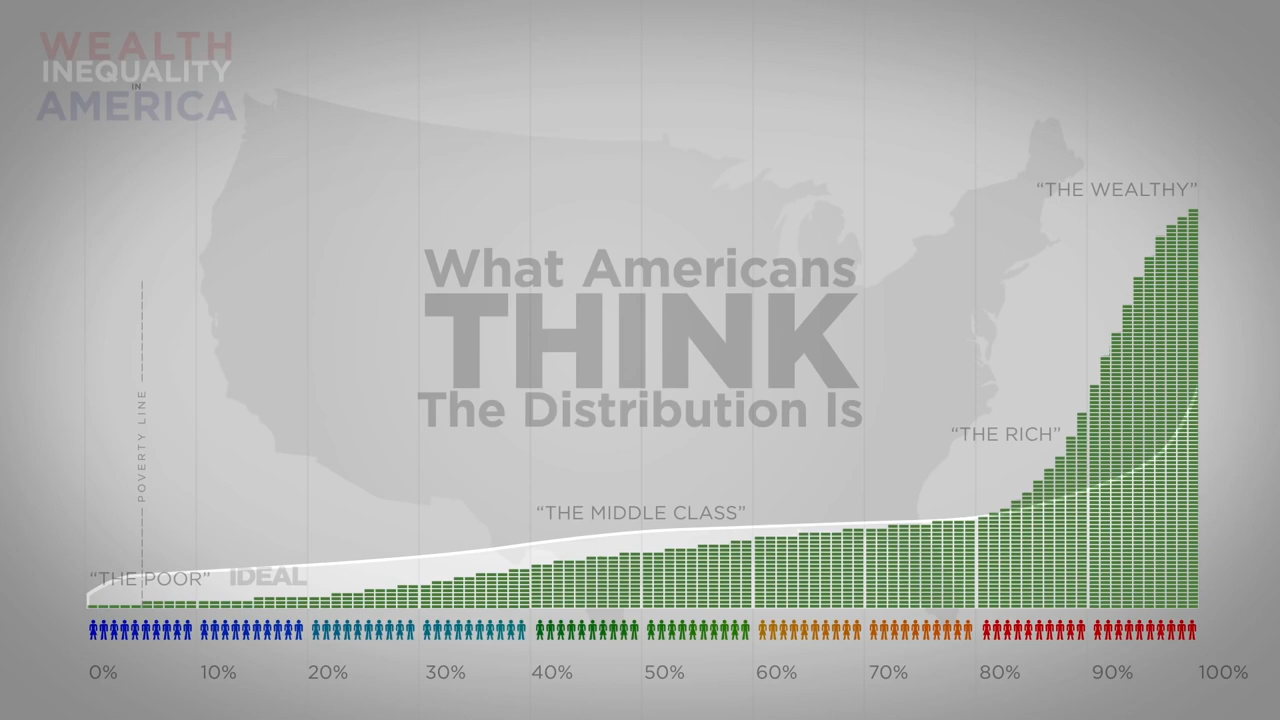 WEALTH
INEQUALITY
IN
AMERICA
“THE WEALTHY”
What Americans
THINK
The Distribution Is
POVERTY LINE
“THE RICH”
“THE MIDDLE CLASS”
“THE POOR” IDEAL
0% 10% 20% 30% 40% 50% 60% 70% 80% 90% 100%